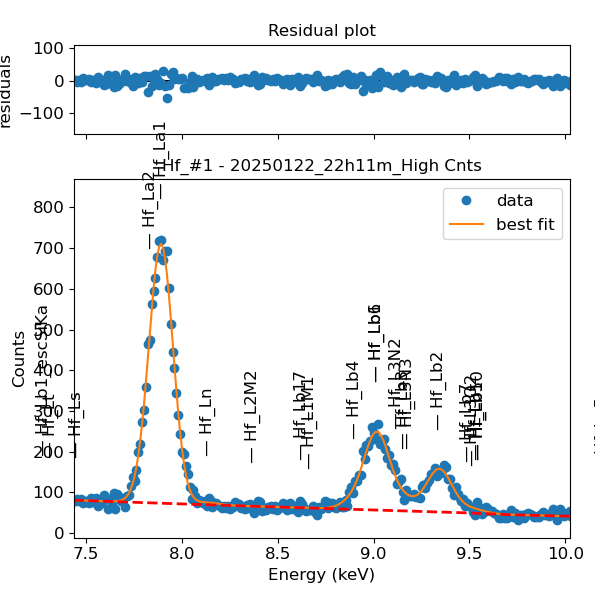 Residual plot
100
0
−100
residuals
Hf_#1 - 20250122_22h11m_High Cnts
data
best fit
800
700
600
500
400
300
200
100
0
Counts
Hf_Ls
Hf_La2
Hf_La1
Hf_Ln
Hf_L2M2
Hf_Lb17
Hf_L1M1
Hf_Lb4
Hf_Lb6
Hf_L3N2
Hf_L3N3
Hf_Lb2
Hf_Lb7
Hf_Lb10
7.5
8.0
8.5
9.0
9.5
10.0
Energy (keV)